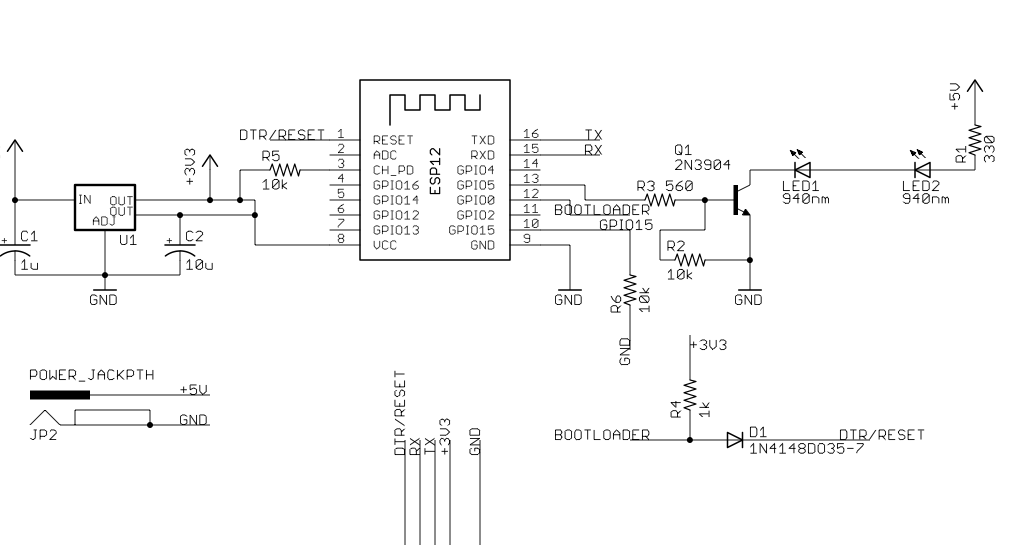 +5V
R1
330
DTR/RESET
1
RESET
TXD
16
TX
2
ADC
RXD
15
RX
3
CH_PD
GPIO4
14
4
GPIO16
GPIO5
13
5
GPIO14
GPIO0
12
6
GPIO12
GPIO2
11
7
GPIO13
GPIO15
10
8
VCC
GND
9
ESP12
+3V3
R5
10k
IN
OUT
OUT
ADJ
U1
+
C1
1u
+
C2
10u
GND
BOOTLOADER
GPIO15
GND
R6
10k
GND
R3 560
Q1
2N3904
R2
10k
GND
LED1
940nm
LED2
940nm
POWER_JACKPTH
+5V
GND
JP2
DTR/RESET
RX
TX
+3V3
GND
+3V3
R4
1k
BOOTLOADER
D1
1N4148DO35-7
DTR/RESET